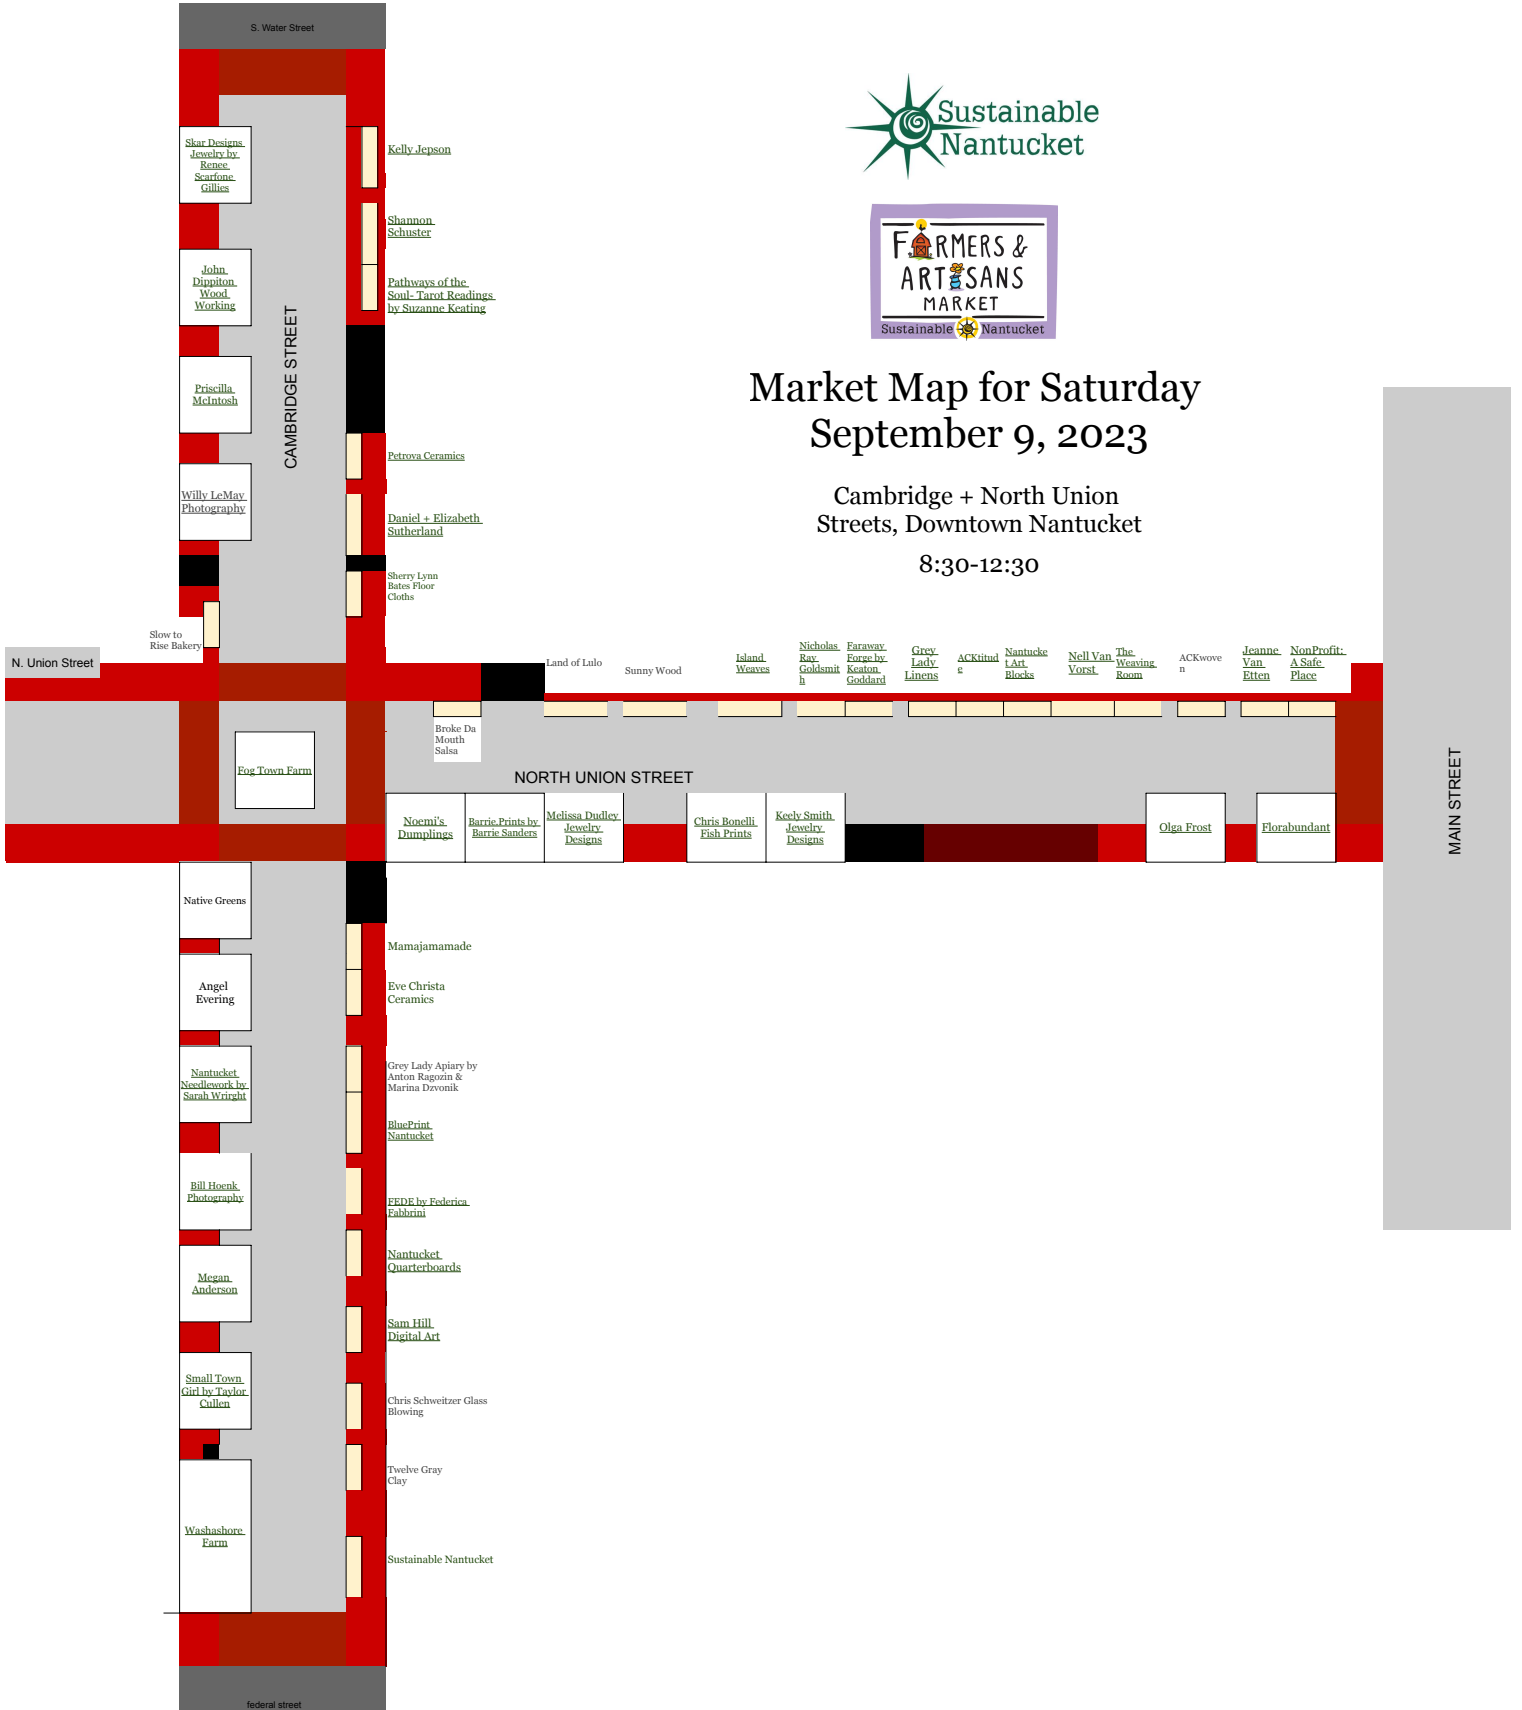 S. Water Street
Sustainable
Nantucket
FARMERS &
ARTISANS
MARKET
Sustainable Nantucket
Market Map for Saturday
September 9, 2023
Cambridge + North Union
Streets, Downtown Nantucket
8:30-12:30
Skar Designs
Jewelry by
Renee
Scarfone
Gillies
Kelly Jepson
Shannon
Schuster
John
Dippiton
Wood
Working
Pathways of the
Soul- Tarot Readings
by Suzanne Keating
CAMBRIDGE STREET
Priscilla
McIntosh
Petrova Ceramics
Willy LeMay
Photography
Daniel + Elizabeth
Sutherland
Sherry Lynn
Bates Floor
Cloths
Slow to
Rise Bakery
N. Union Street
Land of Lulo
Sunny Wood
Island
Weaves
Nicholas
Ray
Goldsmit
h
Faraway
Forge by
Keaton
Goddard
Grey
Lady
Linens
ACKtitud
e
Nantucke
t Art
Blocks
Nell Van
Vorst
The
Weaving
Room
ACKwove
n
Jeanne
Van
Etten
NonProfit:
A Safe
Place
Broke Da
Mouth
Salsa
Fog Town Farm
NORTH UNION STREET
MAIN STREET
Noemi's
Dumplings
Barrie.Prints by
Barrie Sanders
Melissa Dudley
Jewelry
Designs
Chris Bonelli
Fish Prints
Keely Smith
Jewelry
Designs
Olga Frost
Florabundant
Native Greens
Mamajamamade
Angel
Evering
Eve Christa
Ceramics
Nantucket
Needlework by
Sarah Wrirght
Grey Lady Apiary by
Anton Ragozin &
Marina Dzvonik
BluePrint
Nantucket
Bill Hoenk
Photography
FEDE by Federica
Fabbrini
Nantucket
Quarterboards
Megan
Anderson
Sam Hill
Digital Art
Small Town
Girl by Taylor
Cullen
Chris Schweitzer Glass
Blowing
Twelve Gray
Clay
Washashore
Farm
Sustainable Nantucket
federal street